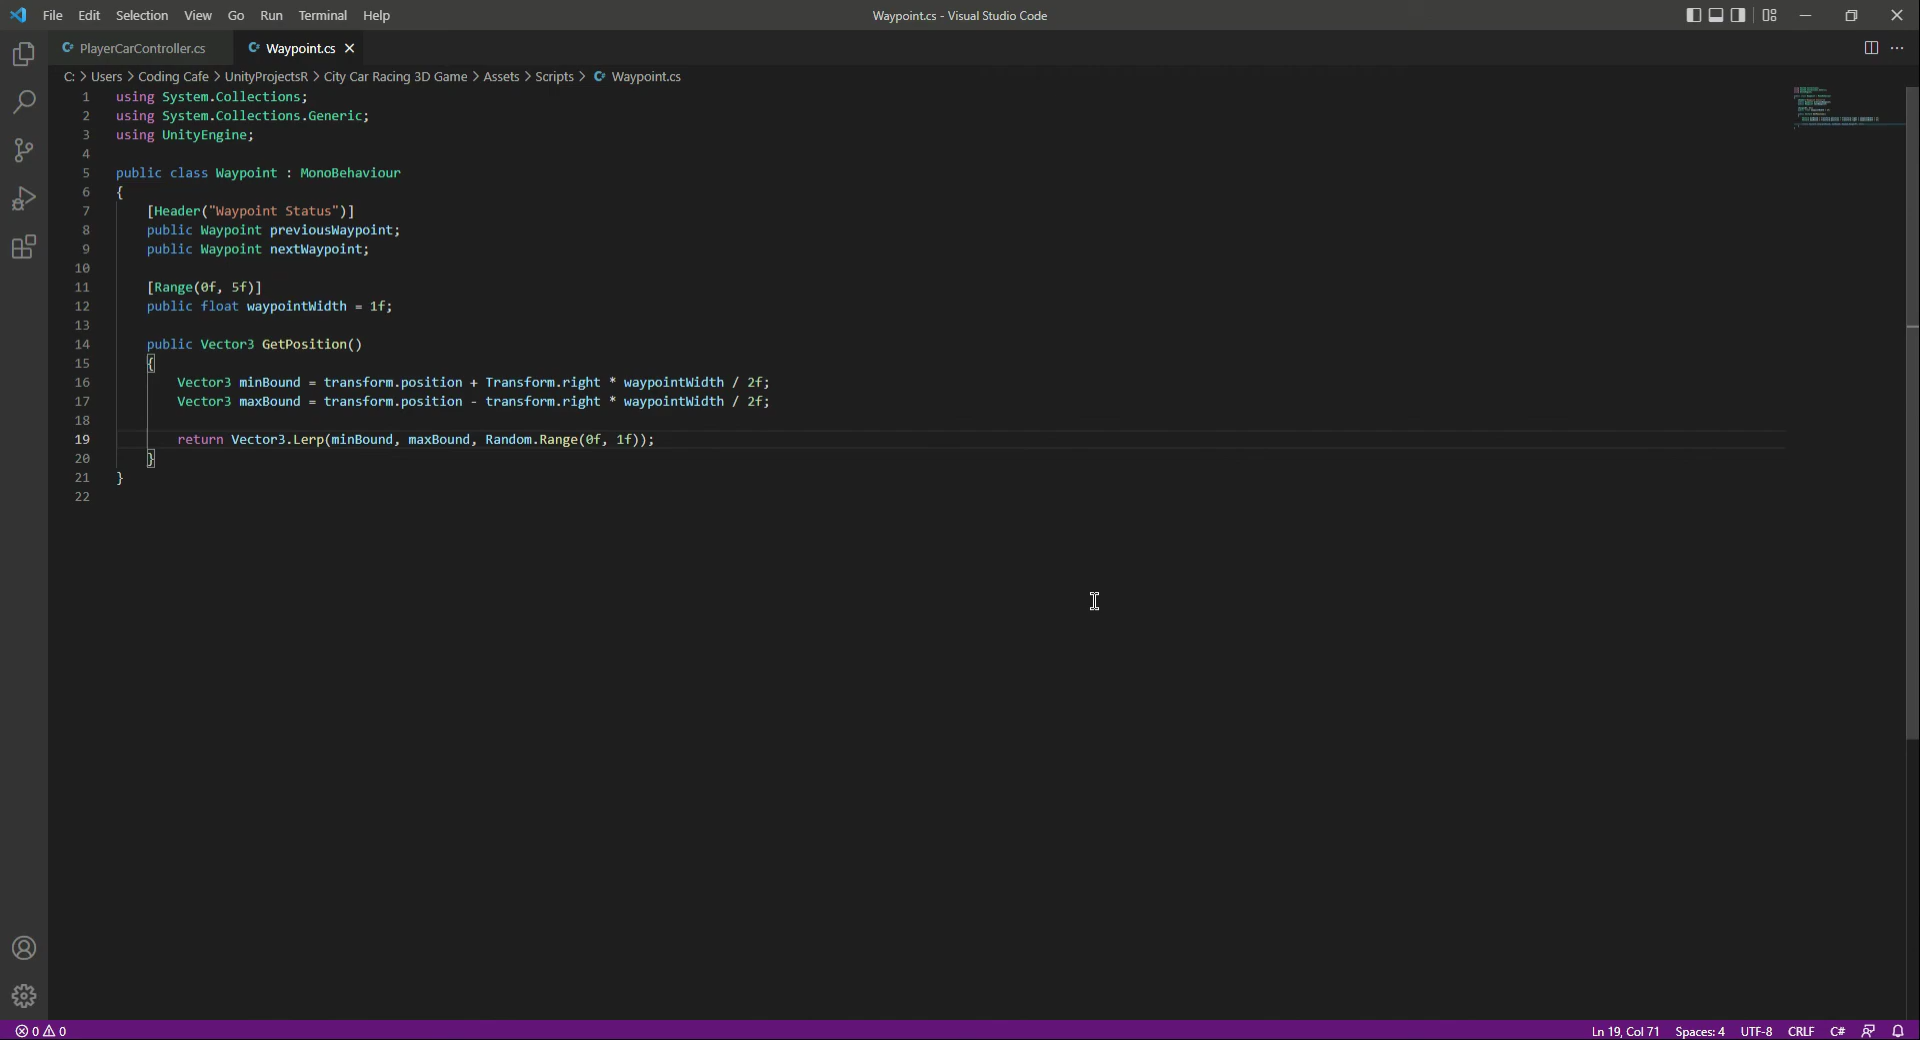 File Edit Selection View Go Run Terminal Help Waypoint.cs - Visual Studio Code
PlayerCarController.cs Waypoint.cs
C: > Users > Coding Cafe > UnityProjectsR > City Car Racing 3D Game > Assets > Scripts > Waypoint.cs
1 using System.Collections;
2 using System.Collections.Generic;
3 using UnityEngine;
4
5 public class Waypoint : MonoBehaviour
6 {
7 [Header("Waypoint Status")]
8 public Waypoint previousWaypoint;
9 public Waypoint nextWaypoint;
10
11 [Range(0f, 5f)]
12 public float waypointWidth = 1f;
13
14 public Vector3 GetPosition()
15 {
16 Vector3 minBound = transform.position + Transform.right * waypointWidth / 2f;
17 Vector3 maxBound = transform.position - transform.right * waypointWidth / 2f;
18
19 return Vector3.Lerp(minBound, maxBound, Random.Range(0f, 1f));
20 }
21 }
22
0 0 Ln 19, Col 71 Spaces: 4 UTF-8 CRLF C#